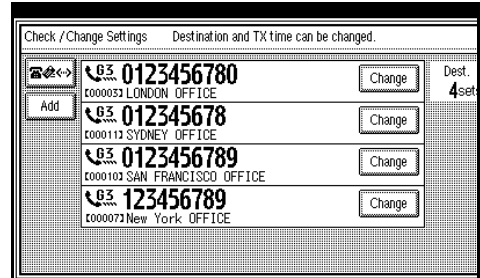 Check / Change Settings Destination and TX time can be changed.
G3 0123456780 Change
[00003] LONDON OFFICE
Dest.
4sets
Add
G3 012345678 Change
[00011] SYDNEY OFFICE
G3 0123456789 Change
[00010] SAN FRANCISCO OFFICE
G3 123456789 Change
[00007] New York OFFICE